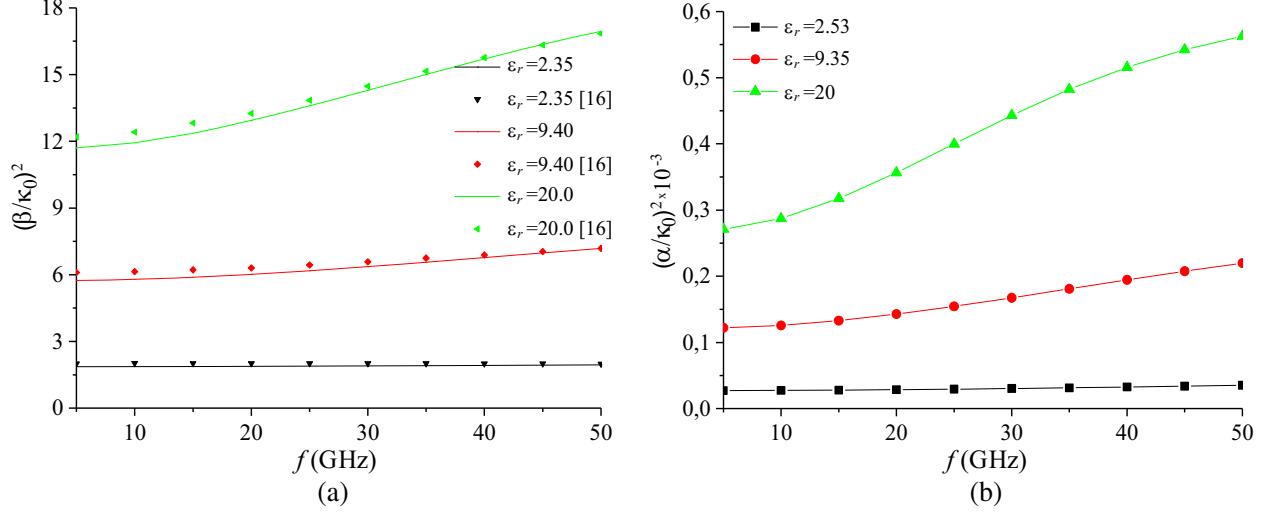 18
15
12
9
6
3
0
(β/κ₀)²
εᵣ=2.35
εᵣ=2.35 [16]
εᵣ=9.40
εᵣ=9.40 [16]
εᵣ=20.0
εᵣ=20.0 [16]
10 20 30 40 50
f (GHz)
(a)
0,6
0,5
0,4
0,3
0,2
0,1
0,0
(α/κ₀)²ˣ10⁻³
εᵣ=2.53
εᵣ=9.35
εᵣ=20
10 20 30 40 50
f (GHz)
(b)